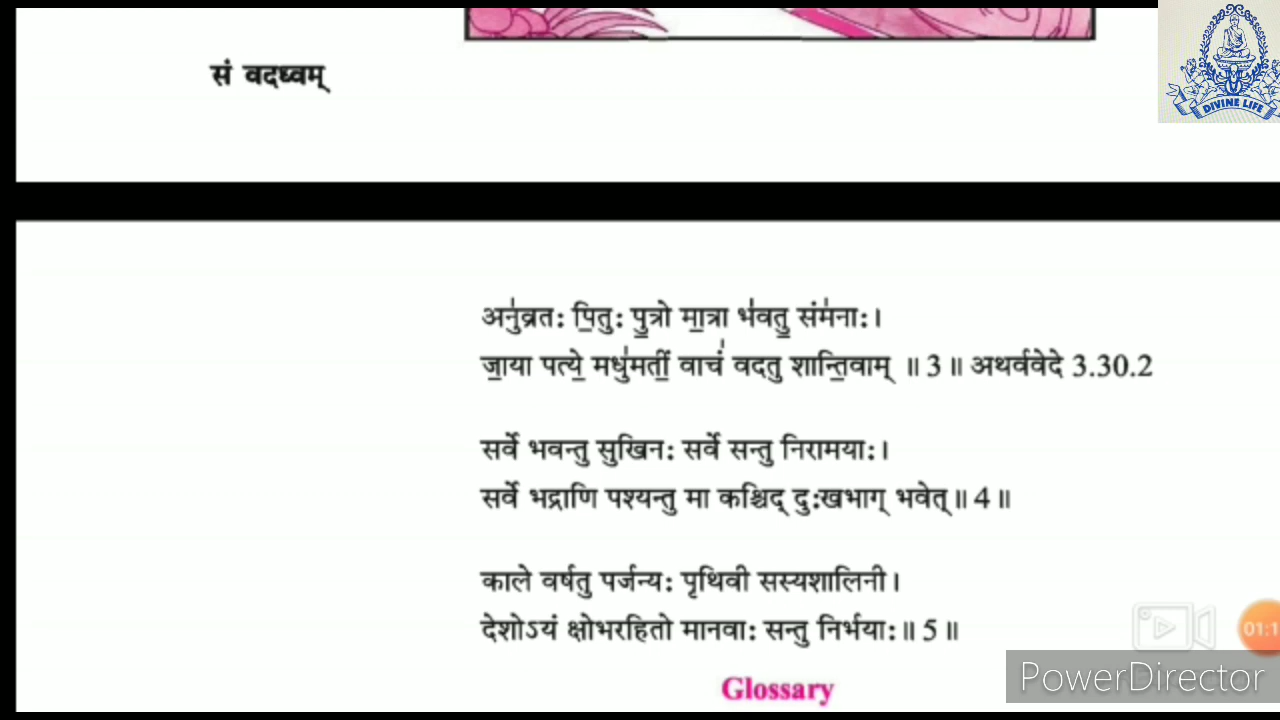 DIVINE LIFE
सं वदध्वम्
अनु॑व्रतः पि॒तुः पु॒त्रो मा॒त्रा भ॑वतु॒ संम॑नाः।
जा॒या पत्ये॒ मधु॑मतीं॒ वाचं॑ वदतु शान्ति॒वाम् ॥ 3 ॥ अथर्ववेदे 3.30.2
सर्वे भवन्तु सुखिनः सर्वे सन्तु निरामयाः।
सर्वे भद्राणि पश्यन्तु मा कश्चिद् दुःखभाग् भवेत्॥ 4 ॥
काले वर्षतु पर्जन्यः पृथिवी सस्यशालिनी।
देशोऽयं क्षोभरहितो मानवाः सन्तु निर्भयाः॥ 5 ॥
Glossary
PowerDirector